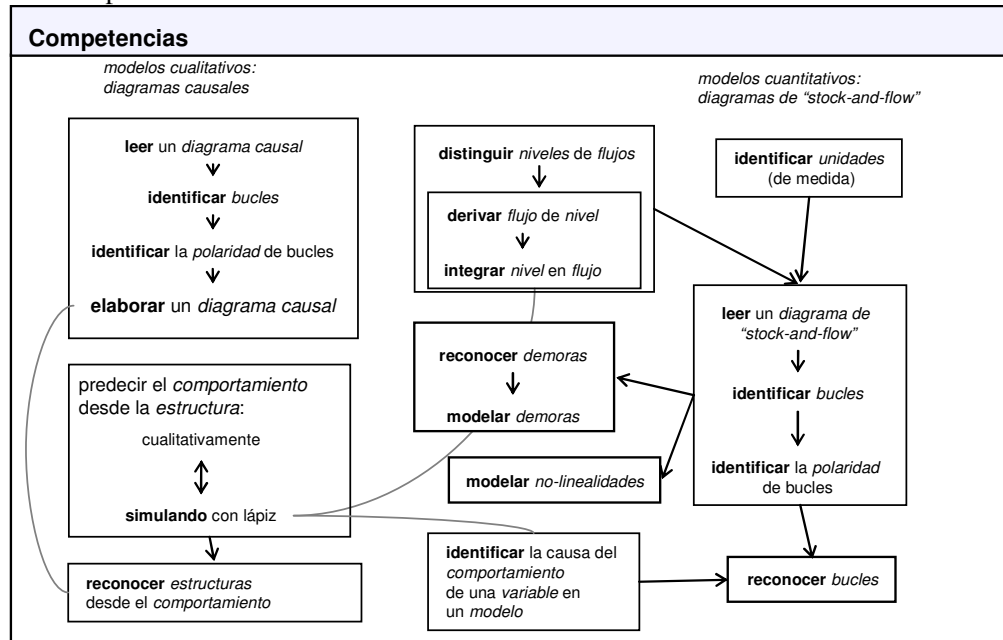 Competencias
modelos cualitativos:
diagramas causales
modelos cuantitativos:
diagramas de “stock-and-flow”
leer un diagrama causal
identificar bucles
identificar la polaridad de bucles
elaborar un diagrama causal
distinguir niveles de flujos
derivar flujo de nivel
integrar nivel en flujo
identificar unidades
(de medida)
leer un diagrama de
“stock-and-flow”
identificar bucles
identificar la polaridad
de bucles
reconocer demoras
modelar demoras
modelar no-linealidades
predecir el comportamiento
desde la estructura:
cualitativamente
simulando con lápiz
reconocer estructuras
desde el comportamiento
identificar la causa del
comportamiento
de una variable en
un modelo
reconocer bucles